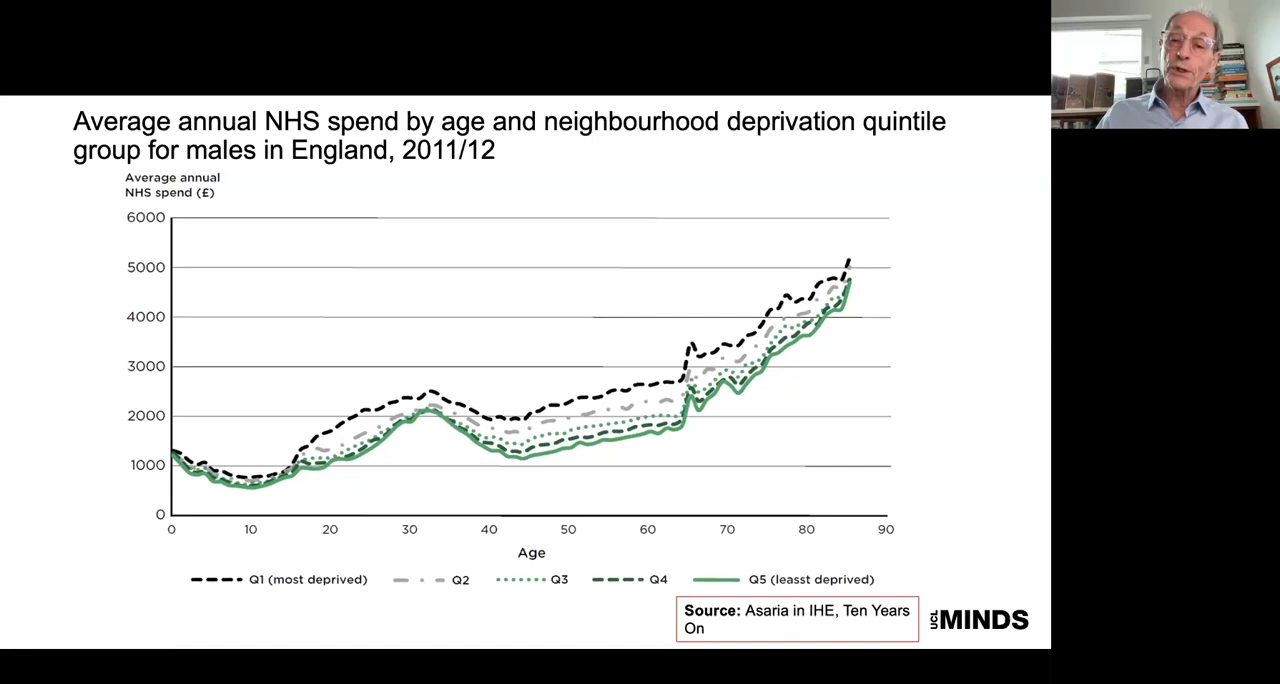 Average annual NHS spend by age and neighbourhood deprivation quintile
group for males in England, 2011/12
Average annual
NHS spend (£)
6000
5000
4000
3000
2000
1000
0
0 10 20 30 40 50 60 70 80 90
Age
Q1 (most deprived) Q2 Q3 Q4 Q5 (leasst deprived)
Source: Asaria in IHE, Ten Years
On
UCL MINDS